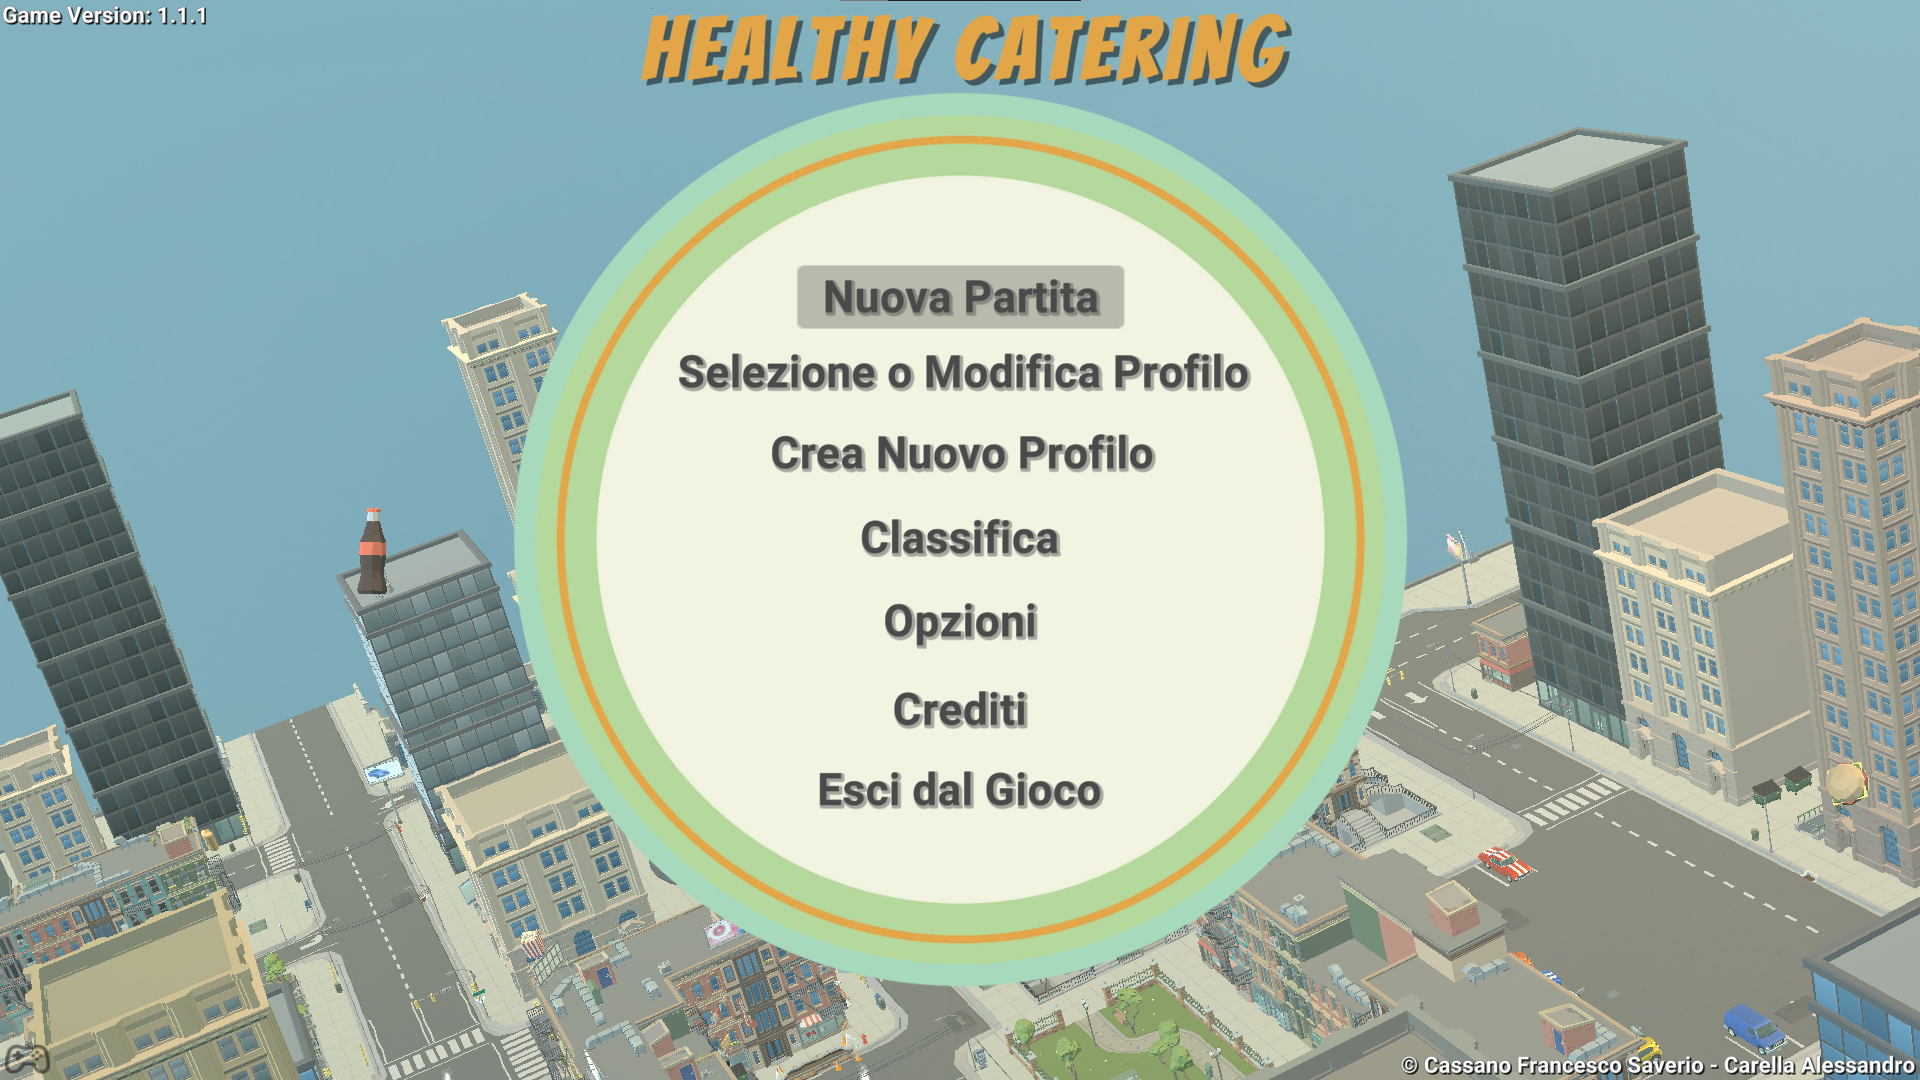 Game Version: 1.1.1
HEALTHY CATERING
Nuova Partita
Selezione o Modifica Profilo
Crea Nuovo Profilo
Classifica
Opzioni
Crediti
Esci dal Gioco
© Cassano Francesco Saverio - Carella Alessandro